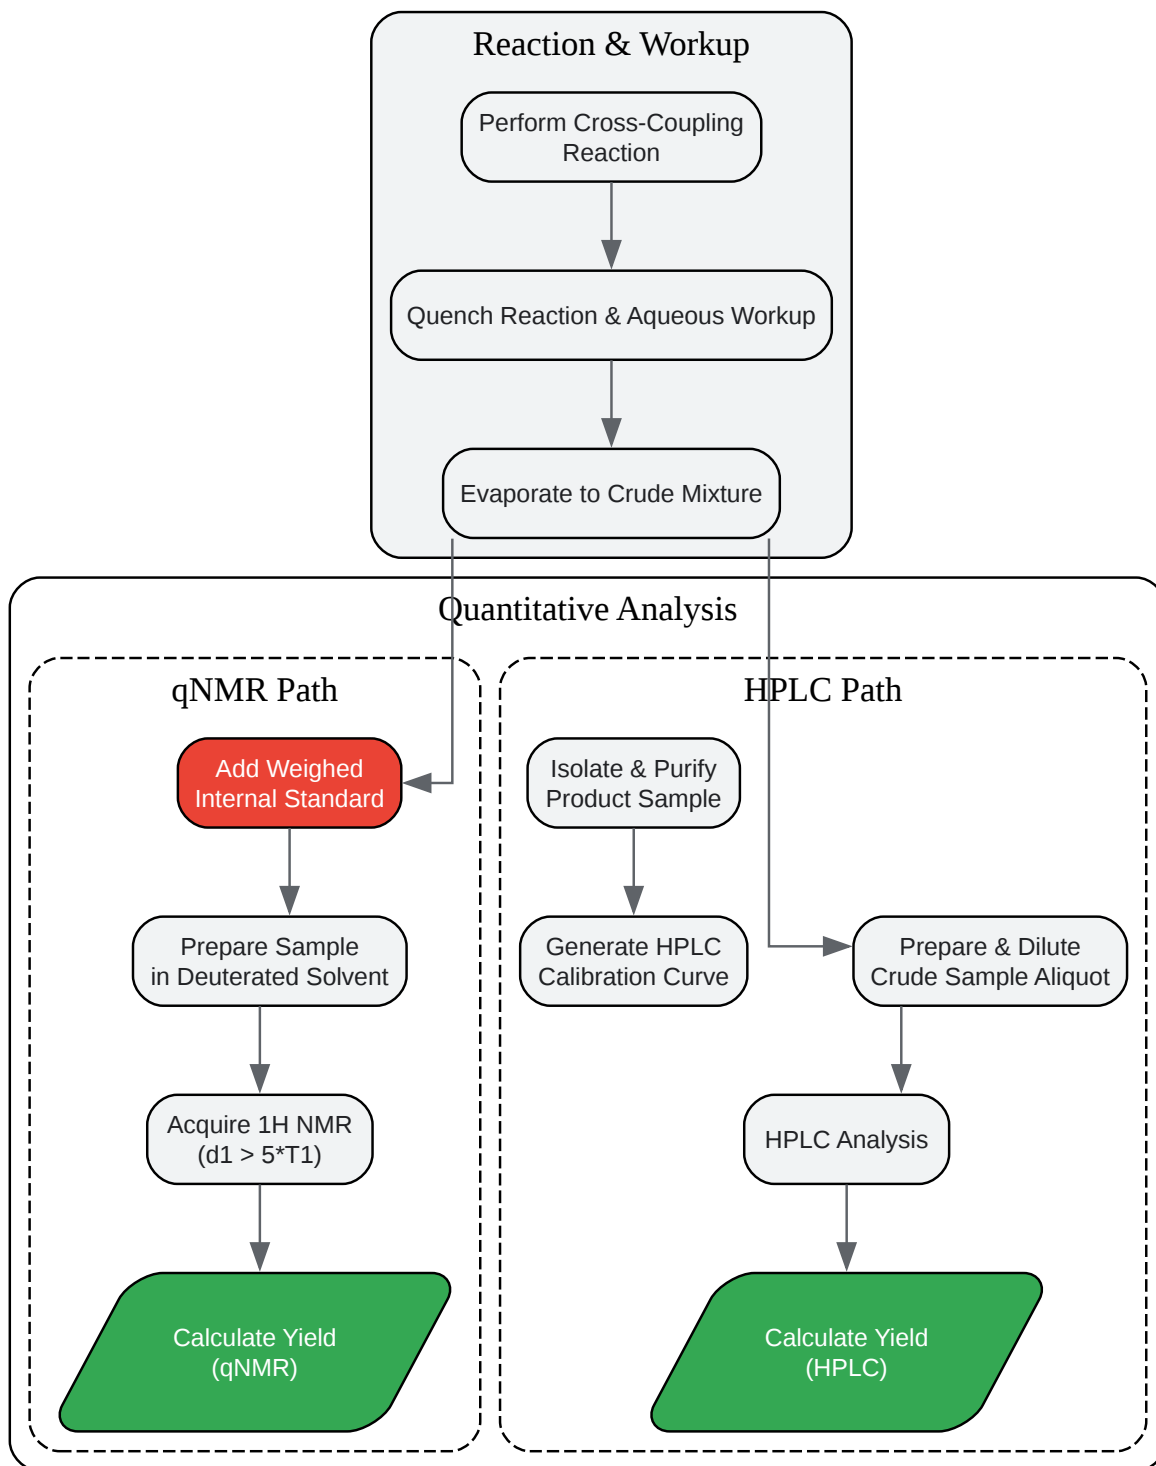 Reaction & Workup
Perform Cross-Coupling
Reaction
Quench Reaction & Aqueous Workup
Evaporate to Crude Mixture
Quantitative Analysis
qNMR Path
Add Weighed
Internal Standard
Prepare Sample
in Deuterated Solvent
Acquire 1H NMR
(d1 > 5*T1)
Calculate Yield
(qNMR)
HPLC Path
Isolate & Purify
Product Sample
Generate HPLC
Calibration Curve
Prepare & Dilute
Crude Sample Aliquot
HPLC Analysis
Calculate Yield
(HPLC)